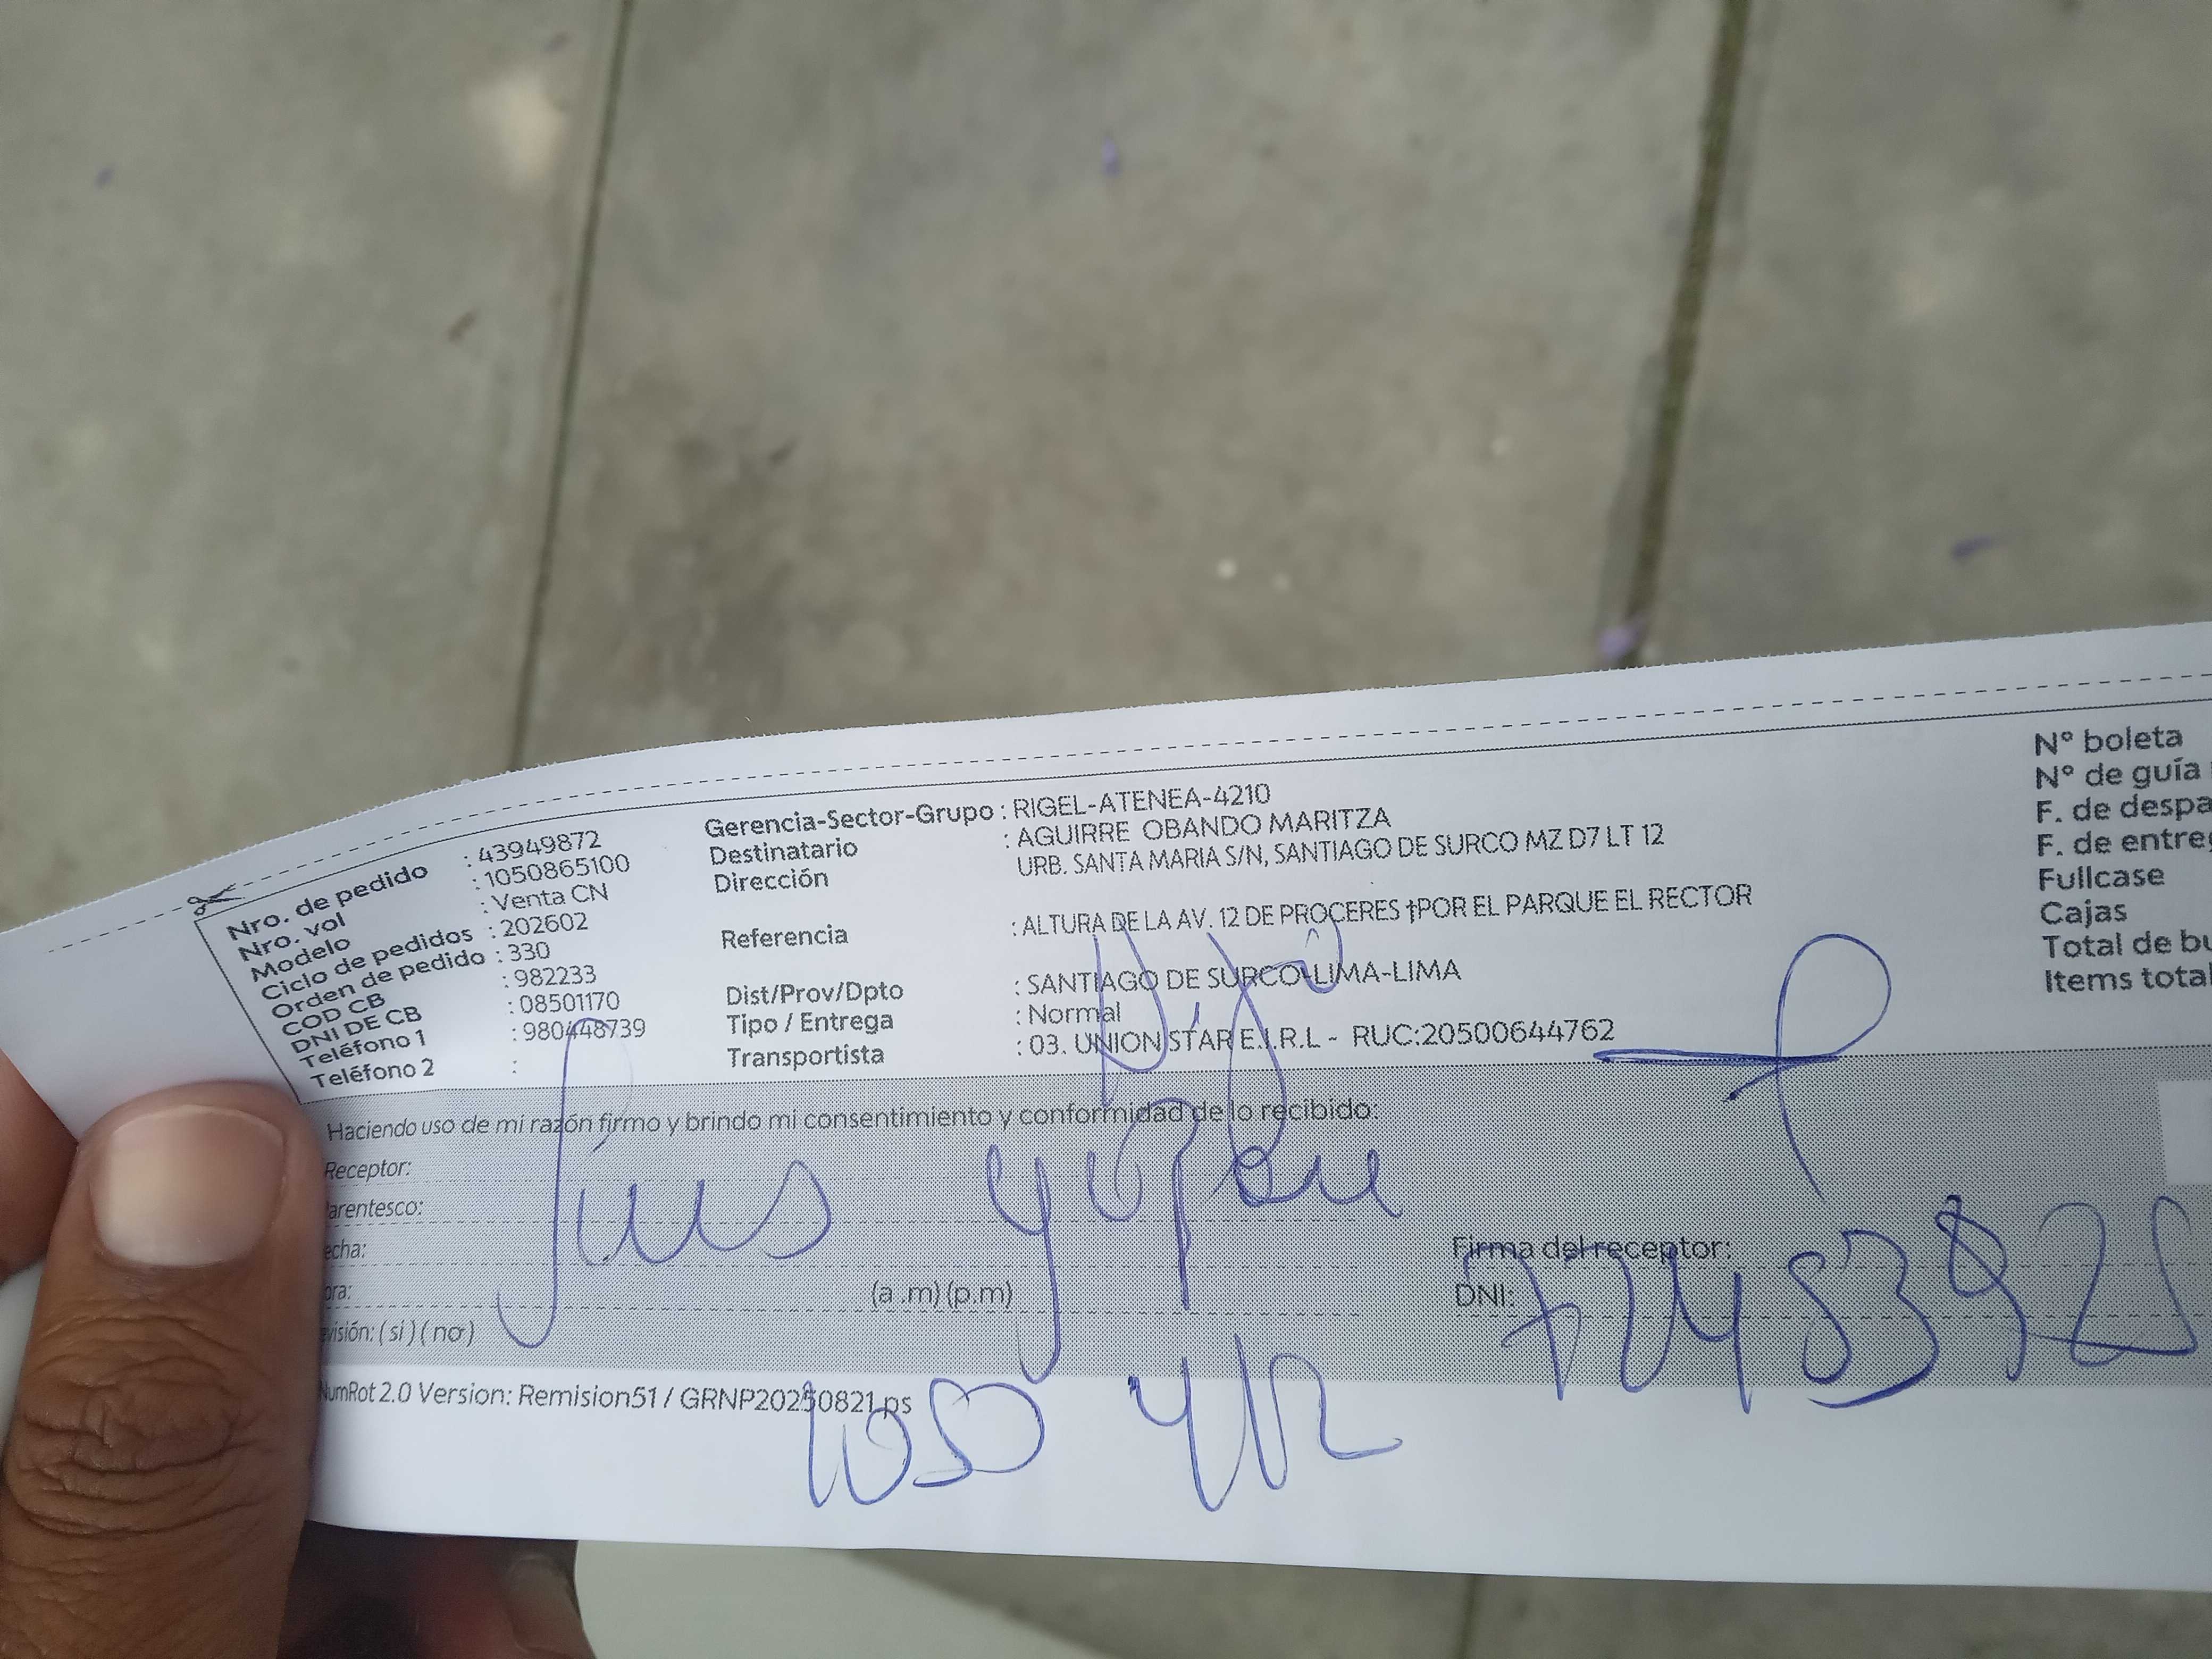 Nro. de pedido : 43949872
Nro. vol : 1050865100
Modelo : Venta CN
Ciclo de pedidos : 202602
Orden de pedido : 330
COD CB : 982233
DNI DE CB : 08501170
Teléfono 1 : 980448739
Teléfono 2 :
Gerencia-Sector-Grupo : RIGEL-ATENEA-4210
Destinatario : AGUIRRE OBANDO MARITZA
Dirección URB. SANTA MARIA S/N, SANTIAGO DE SURCO MZ D7 LT 12
Referencia : ALTURA DE LA AV. 12 DE PROCERES †POR EL PARQUE EL RECTOR
Dist/Prov/Dpto : SANTIAGO DE SURCO-LIMA-LIMA
Tipo / Entrega : Normal
Transportista : 03. UNION STAR E.I.R.L - RUC:20500644762
N° boleta
N° de guía
F. de despa
F. de entreg
Fullcase
Cajas
Total de bu
Items total
Haciendo uso de mi razón firmo y brindo mi consentimiento y conformidad de lo recibido:
Receptor:
arentesco:
echa:
ora: (a .m) (p.m)
evisión: ( si ) ( no )
Luis
Firma del receptor:
DNI:
NumRot 2.0 Version: Remision51 / GRNP20250821.ps